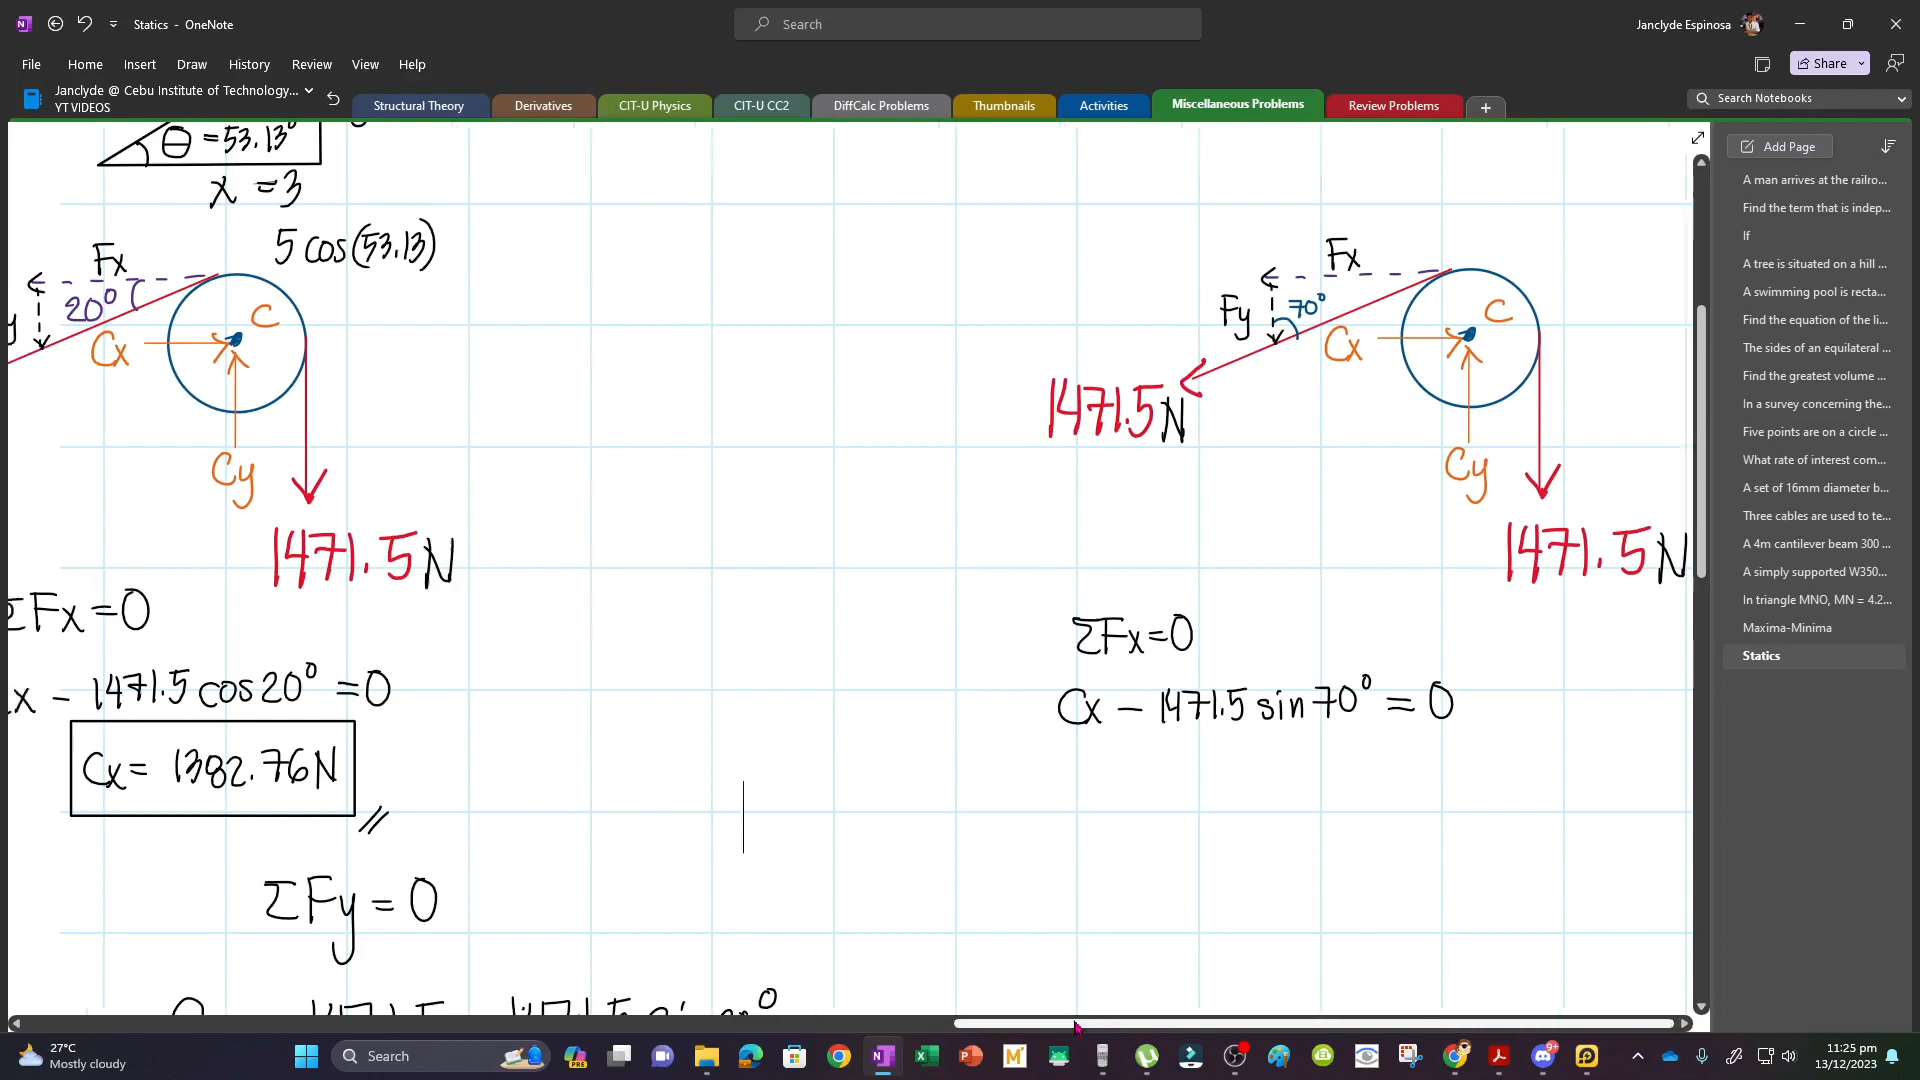 Statics - OneNote
Search
Janclyde Espinosa
File Home Insert Draw History Review View Help
Share
Janclyde @ Cebu Institute of Technology...
YT VIDEOS
Structural Theory Derivatives CIT-U Physics CIT-U CC2 DiffCalc Problems Thumbnails Activities Miscellaneous Problems Review Problems +
Search Notebooks
Add Page
A man arrives at the railro...
Find the term that is indep...
If
A tree is situated on a hill ...
A swimming pool is recta...
Find the equation of the li...
The sides of an equilateral ...
Find the greatest volume ...
In a survey concerning the...
Five points are on a circle ...
What rate of interest com...
A set of 16mm diameter b...
Three cables are used to te...
A 4m cantilever beam 300 ...
A simply supported W350...
In triangle MNO, MN = 4.2...
Maxima-Minima
Statics
θ = 53.13°
x = 3
5 cos(53.13)
Fx
20°
y
C
Cx
Cy
1471.5N
ΣFx=0
x - 1471.5 cos20° = 0
Cx = 1382.76N
ΣFy = 0
Fx
Fy
70°
C
Cx
1471.5N
Cy
1471.5N
ΣFx=0
Cx - 1471.5 sin70° = 0
27°C
Mostly cloudy
Search
PRE
9+
11:25 pm
13/12/2023